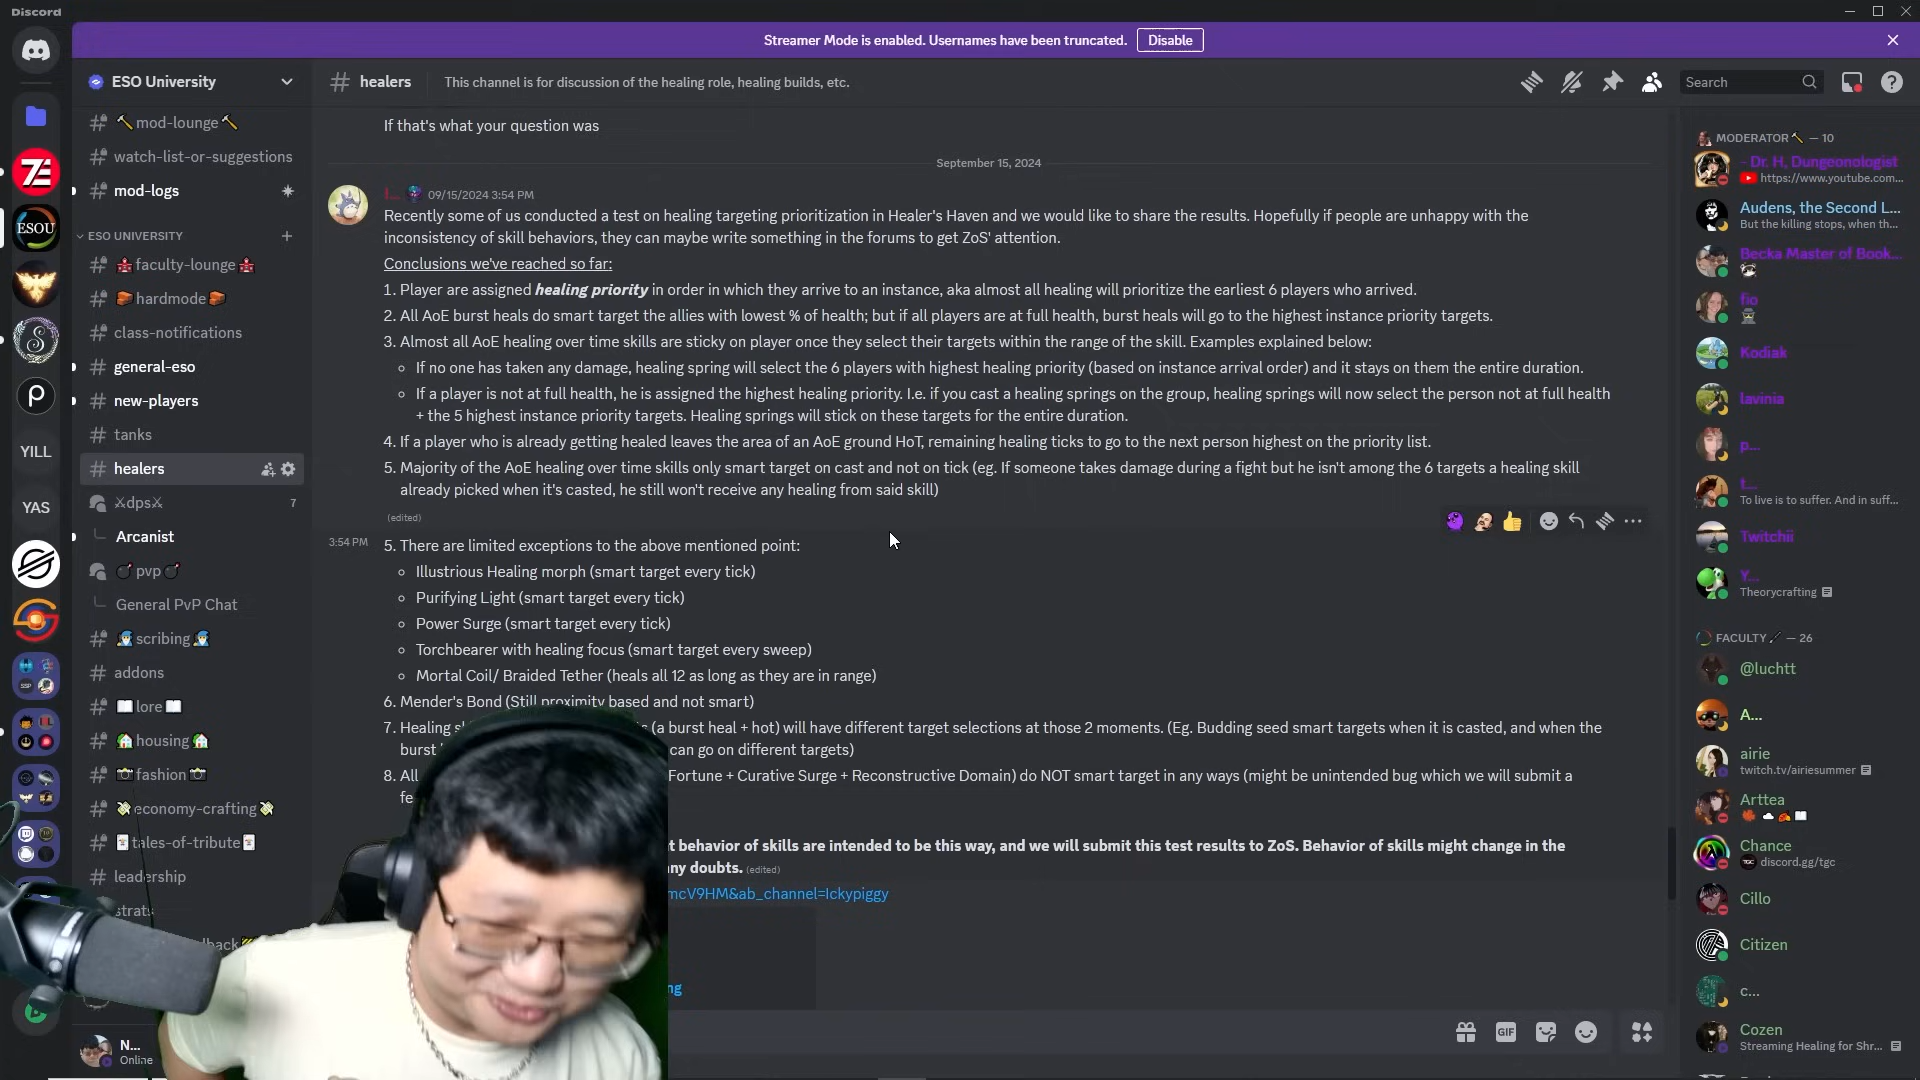 Discord
Streamer Mode is enabled. Usernames have been truncated.
Disable
ESO University
mod-lounge
watch-list-or-suggestions
mod-logs
ESO UNIVERSITY
faculty-lounge
hardmode
class-notifications
general-eso
new-players
tanks
healers
dps
7
Arcanist
pvp
General PvP Chat
scribing
addons
lore
housing
fashion
economy-crafting
tales-of-tribute
leadership
strats
N...
Online
YILL
YAS
ESOU
healers
This channel is for discussion of the healing role, healing builds, etc.
Search
If that's what your question was
September 15, 2024
09/15/2024 3:54 PM
Recently some of us conducted a test on healing targeting prioritization in Healer's Haven and we would like to share the results. Hopefully if people are unhappy with the
inconsistency of skill behaviors, they can maybe write something in the forums to get ZoS' attention.
Conclusions we've reached so far:
1. Player are assigned healing priority in order in which they arrive to an instance, aka almost all healing will prioritize the earliest 6 players who arrived.
2. All AoE burst heals do smart target the allies with lowest % of health; but if all players are at full health, burst heals will go to the highest instance priority targets.
3. Almost all AoE healing over time skills are sticky on player once they select their targets within the range of the skill. Examples explained below:
If no one has taken any damage, healing spring will select the 6 players with highest healing priority (based on instance arrival order) and it stays on them the entire duration.
If a player is not at full health, he is assigned the highest healing priority. I.e. if you cast a healing springs on the group, healing springs will now select the person not at full health
+ the 5 highest instance priority targets. Healing springs will stick on these targets for the entire duration.
4. If a player who is already getting healed leaves the area of an AoE ground HoT, remaining healing ticks to go to the next person highest on the priority list.
5. Majority of the AoE healing over time skills only smart target on cast and not on tick (eg. If someone takes damage during a fight but he isn't among the 6 targets a healing skill
already picked when it's casted, he still won't receive any healing from said skill)
(edited)
3:54 PM
5. There are limited exceptions to the above mentioned point:
Illustrious Healing morph (smart target every tick)
Purifying Light (smart target every tick)
Power Surge (smart target every tick)
Torchbearer with healing focus (smart target every sweep)
Mortal Coil/ Braided Tether (heals all 12 as long as they are in range)
6. Mender's Bond (Still proximity based and not smart)
7. Healing (a burst heal + hot) will have different target selections at those 2 moments. (Eg. Budding seed smart targets when it is casted, and when the
burst can go on different targets)
8. All Fortune + Curative Surge + Reconstructive Domain) do NOT smart target in any ways (might be unintended bug which we will submit a
behavior of skills are intended to be this way, and we will submit this test results to ZoS. Behavior of skills might change in the
any doubts. (edited)
mcV9HM&ab_channel=Ickypiggy
GIF
MODERATOR — 10
- Dr. H, Dungeonologist
https://www.youtube.com...
Audens, the Second L...
But the killing stops, when th...
Becka Master of Book...
fio
Kodiak
lavinia
p...
t...
To live is to suffer. And in suff...
Twitchii
Y...
Theorycrafting
FACULTY — 26
@luchtt
A...
airie
twitch.tv/airiesummer
Arttea
Chance
discord.gg/tgc
Cillo
Citizen
c...
Cozen
Streaming Healing for Shr...